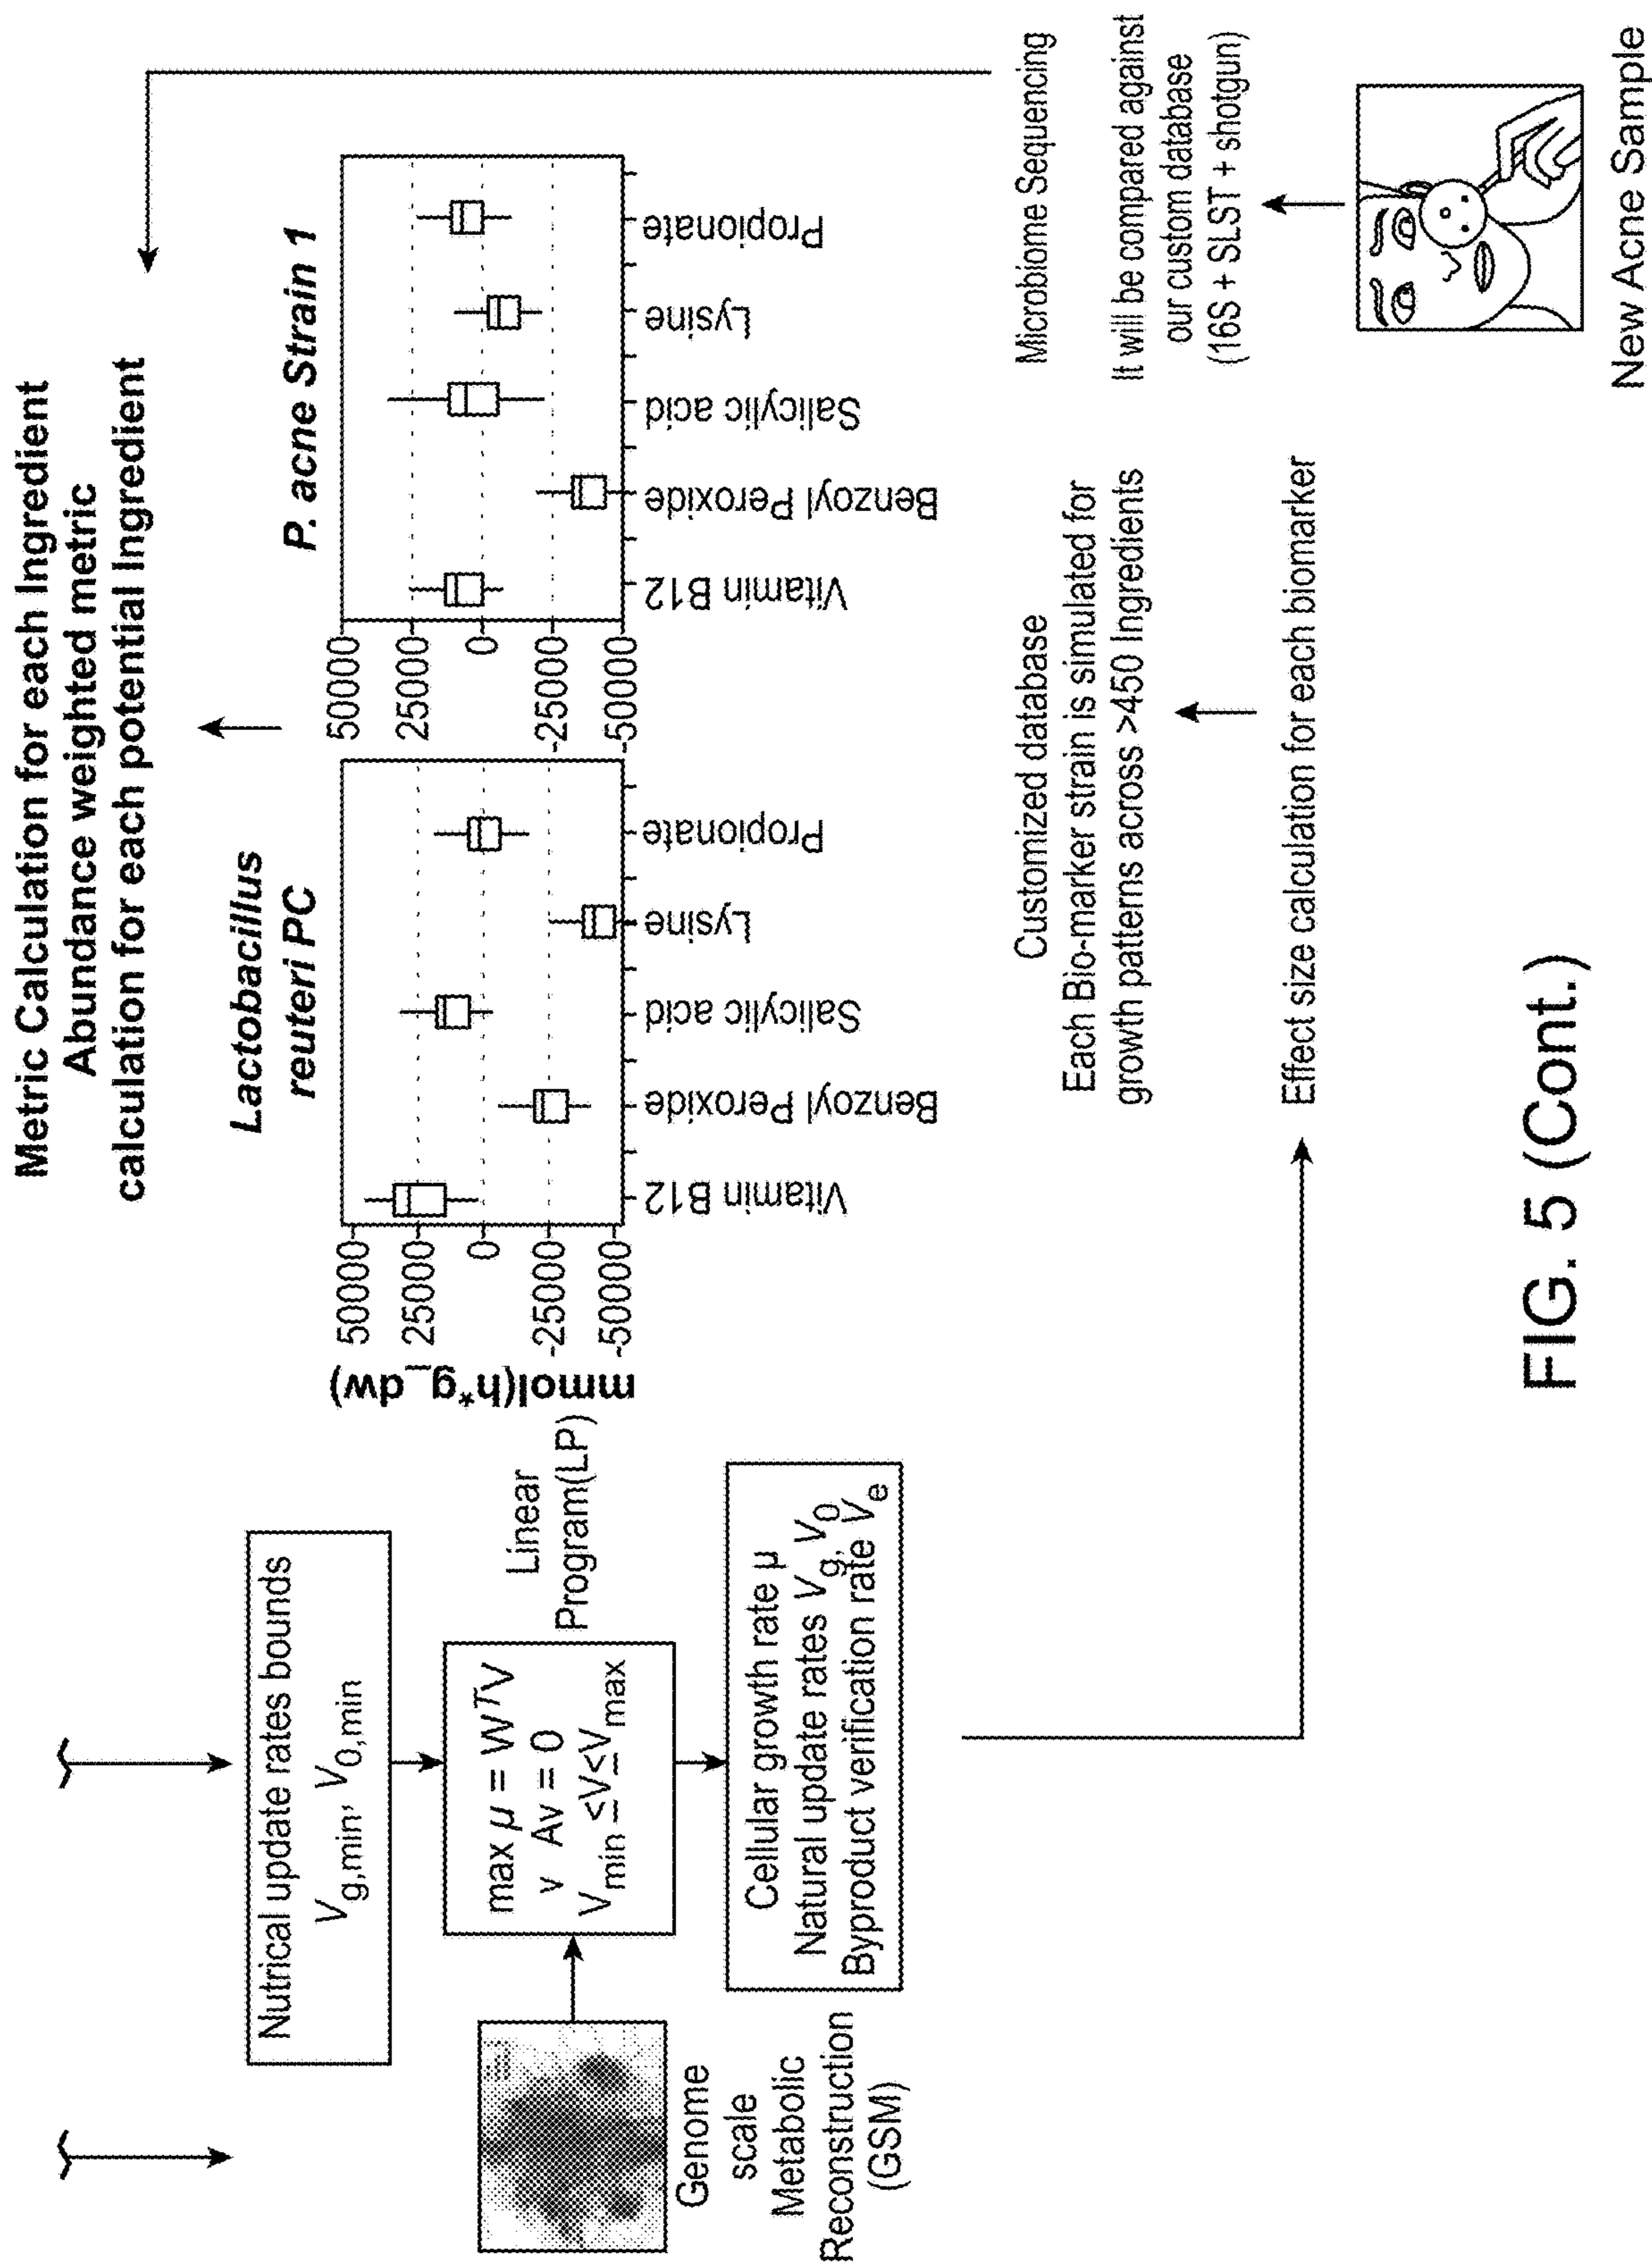 Nutrical update rates bounds
Vg,min, V0,min
max μ = WTV
v Av = 0
Vmin ≤V≤Vmax
Linear
Program(LP)
Genome
scale
Metabolic
Reconstruction
(GSM)
Cellular growth rate μ
Natural update rates Vg, V0
Byproduct verification rate Ve
Metric Calculation for each Ingredient
Abundance weighted metric
calculation for each potential Ingredient
Lactobacillus
reuteri PC
mmol(h*g_dw)
50000
25000
0
-25000
-50000
Vitamin B12
Benzoyl Peroxide
Salicylic acid
Lysine
Propionate
P. acne Strain 1
50000
25000
0
-25000
-50000
Vitamin B12
Benzoyl Peroxide
Salicylic acid
Lysine
Propionate
Customized database
Each Bio-marker strain is simulated for
growth patterns across >450 Ingredients
Effect size calculation for each biomarker
Microbiome Sequencing
It will be compared against
our custom database
(16S + SLST + shotgun)
New Acne Sample
FIG. 5 (Cont.)